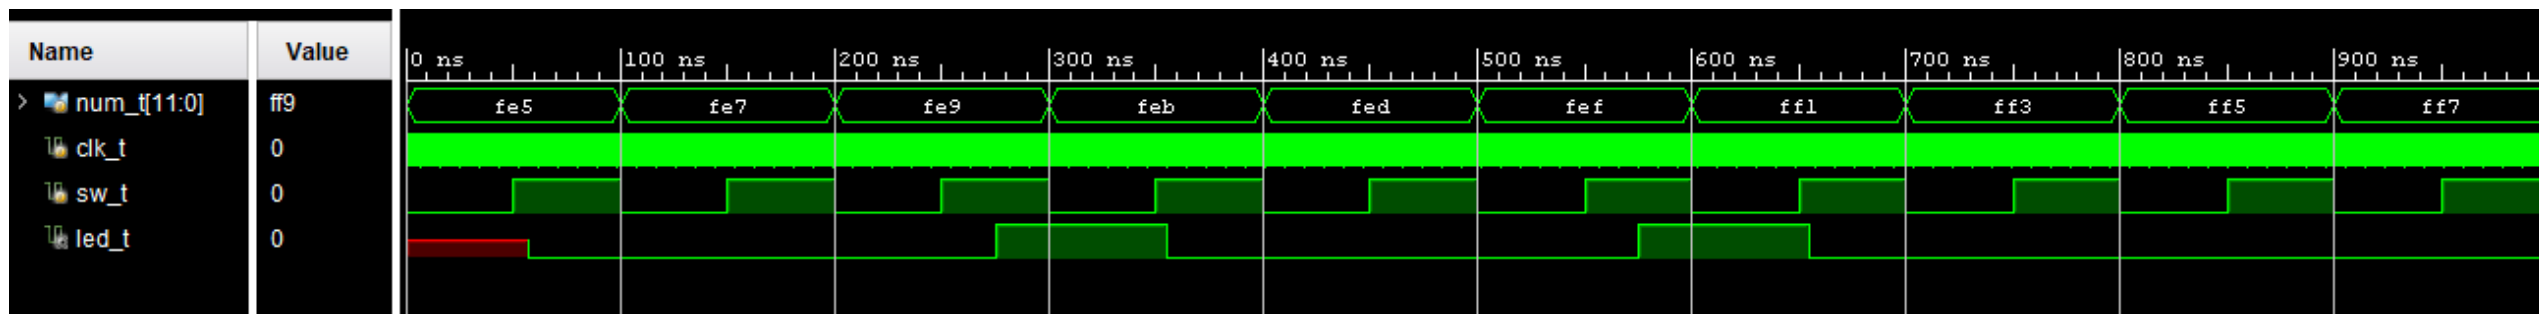 Name Value 0 ns 100 ns 200 ns 300 ns 400 ns 500 ns 600 ns 700 ns 800 ns 900 ns
num_t[11:0] ff9 fe5 fe7 fe9 feb fed fef ff1 ff3 ff5 ff7
clk_t 0
sw_t 0
led_t 0